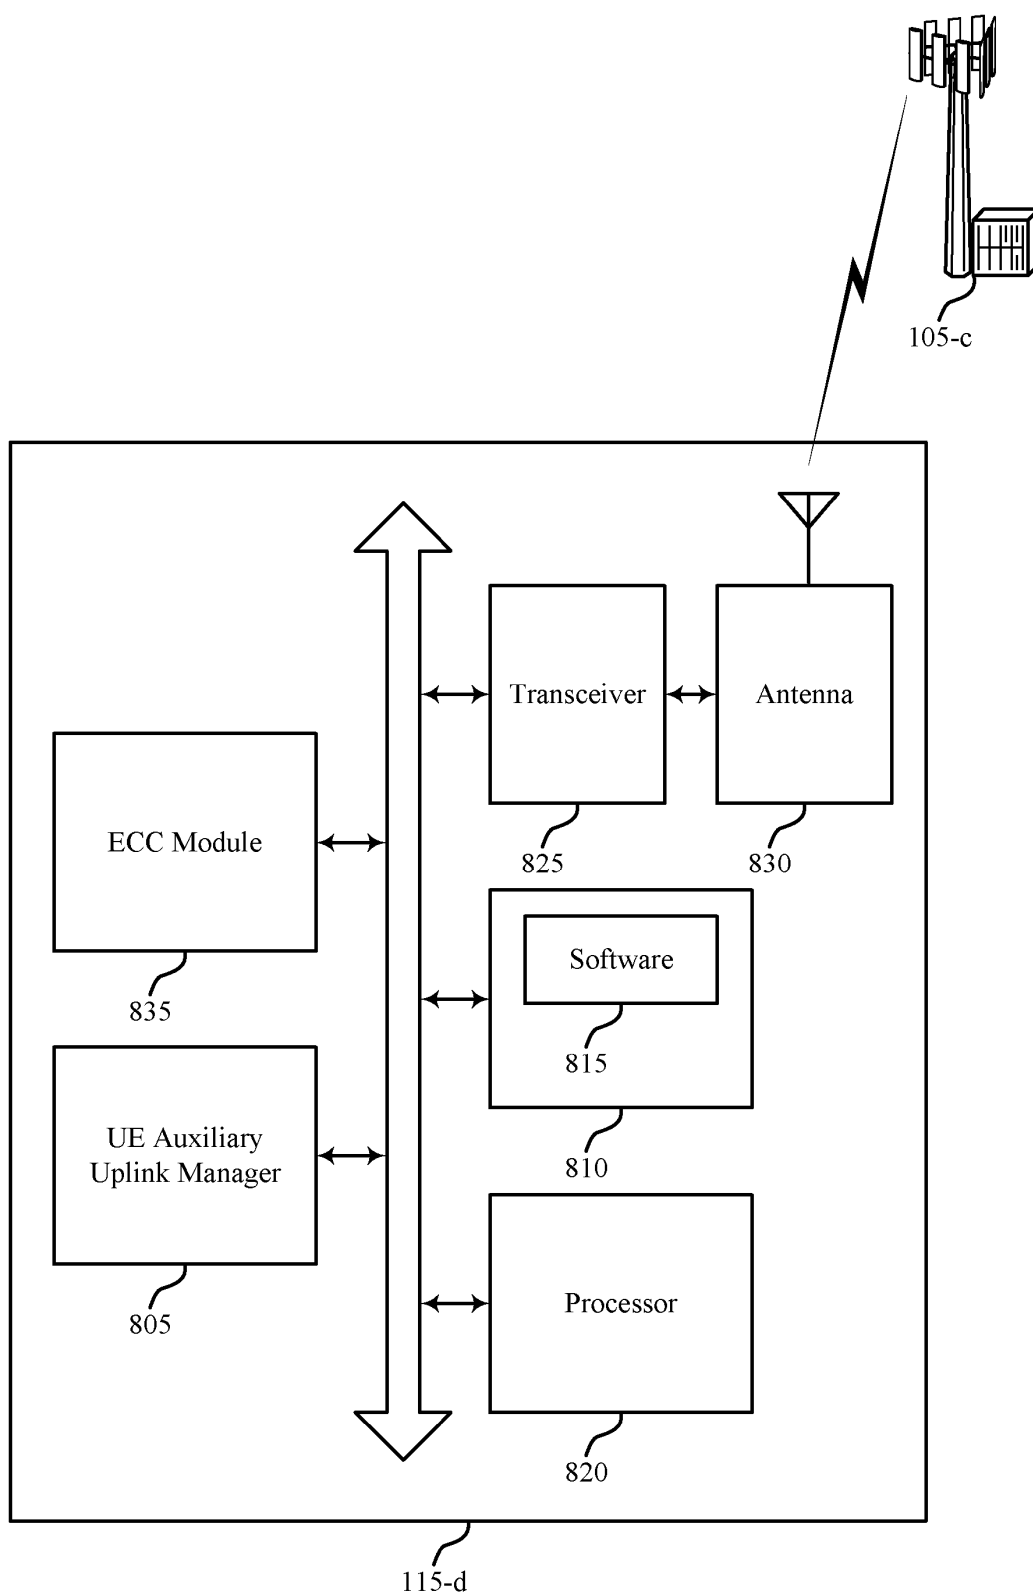 105-c
Transceiver
Antenna
825
830
ECC Module
835
Software
815
810
UE Auxiliary
Uplink Manager
805
Processor
820
115-d